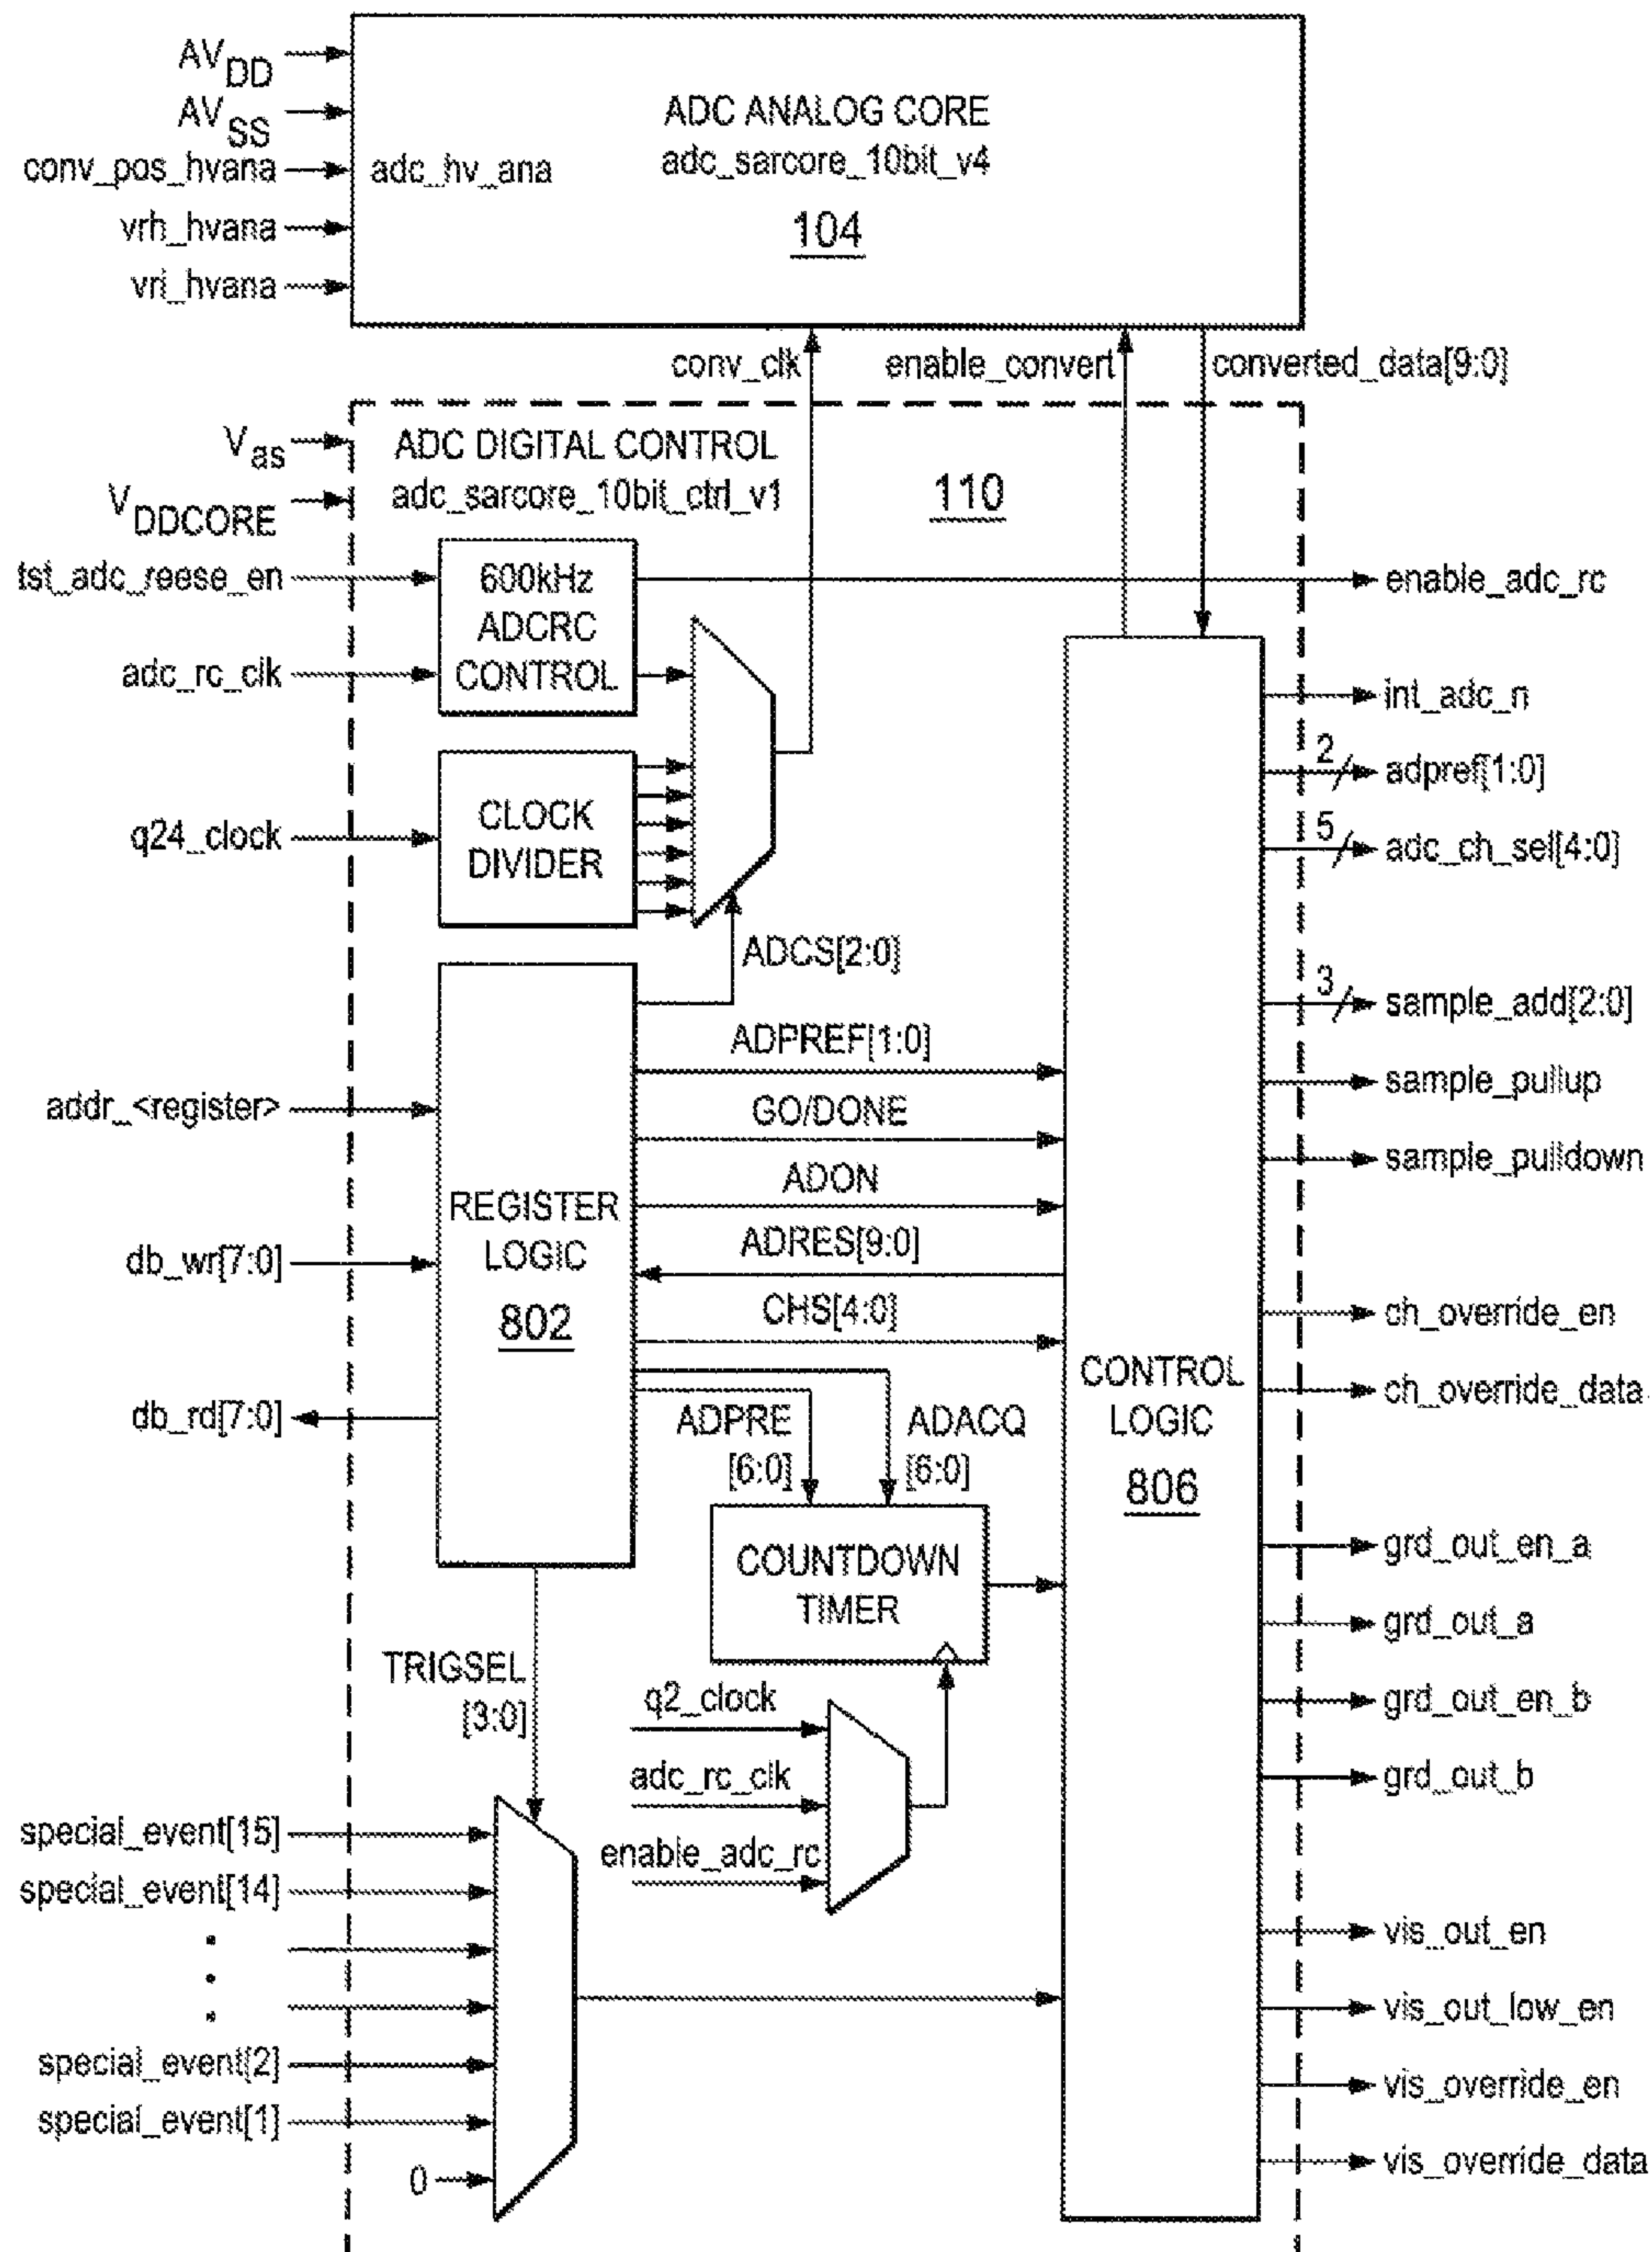 AVDD
AVSS
conv_pos_hvana
vrh_hvana
vri_hvana
adc_hv_ana
ADC ANALOG CORE
adc_sarcore_10bit_v4
104
conv_clk
enable_convert
converted_data[9:0]
Vas
VDDCORE
ADC DIGITAL CONTROL
adc_sarcore_10bit_ctrl_v1
110
tst_adc_reese_en
adc_rc_clk
600kHz
ADCRC
CONTROL
enable_adc_rc
q24_clock
CLOCK
DIVIDER
ADCS[2:0]
int_adc_n
2
adpref[1:0]
5
adc_ch_sel[4:0]
3
sample_add[2:0]
sample_pullup
sample_pulldown
addr_<register>
db_wr[7:0]
db_rd[7:0]
REGISTER
LOGIC
802
ADPREF[1:0]
GO/DONE
ADON
ADRES[9:0]
CHS[4:0]
ADPRE
[6:0]
ADACQ
[6:0]
COUNTDOWN
TIMER
CONTROL
LOGIC
806
ch_override_en
ch_override_data
grd_out_en_a
grd_out_a
grd_out_en_b
grd_out_b
TRIGSEL
[3:0]
q2_clock
adc_rc_clk
enable_adc_rc
special_event[15]
special_event[14]
special_event[2]
special_event[1]
0
vis_out_en
vis_out_low_en
vis_override_en
vis_override_data